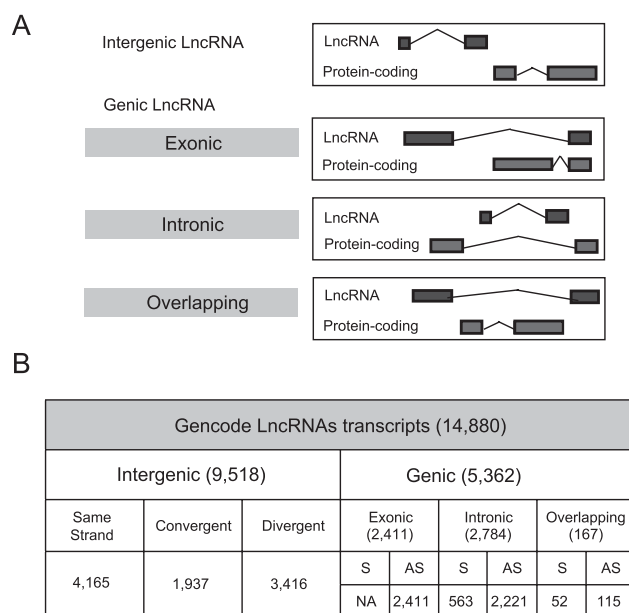 A
Intergenic LncRNA
LncRNA
Protein-coding
Genic LncRNA
Exonic
LncRNA
Protein-coding
Intronic
LncRNA
Protein-coding
Overlapping
LncRNA
Protein-coding
B
Gencode LncRNAs transcripts (14,880)
Intergenic (9,518) Genic (5,362)
Same Strand Convergent Divergent Exonic (2,411) Intronic (2,784) Overlapping (167)
S AS S AS S AS
4,165 1,937 3,416
NA 2,411 563 2,221 52 115